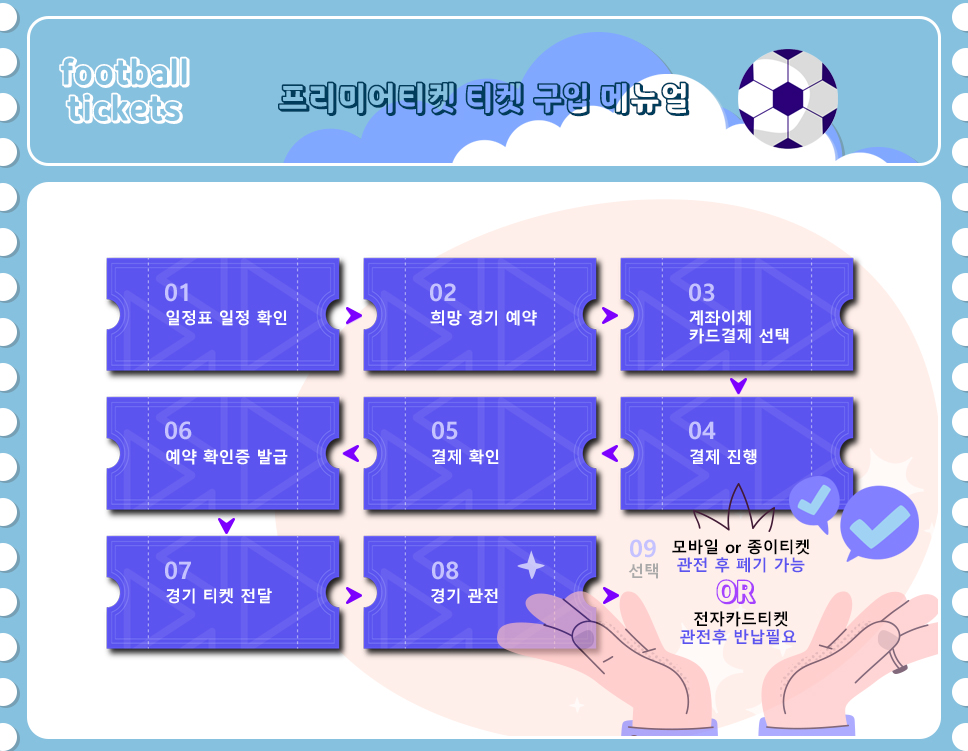 football
tickets
프리미어티켓 티켓 구입 메뉴얼
01
일정표 일정 확인
02
희망 경기 예약
03
계좌이체
카드결제 선택
04
결제 진행
05
결제 확인
06
예약 확인증 발급
07
경기 티켓 전달
08
경기 관전
09
선택
모바일 or 종이티켓
관전 후 폐기 가능
OR
전자카드티켓
관전후 반납필요